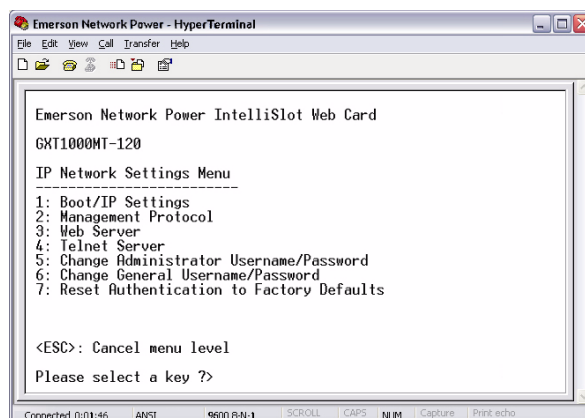 Emerson Network Power - HyperTerminal
File Edit View Call Transfer Help
Emerson Network Power IntelliSlot Web Card
GXT1000MT-120
IP Network Settings Menu
-------------------------
1: Boot/IP Settings
2: Management Protocol
3: Web Server
4: Telnet Server
5: Change Administrator Username/Password
6: Change General Username/Password
7: Reset Authentication to Factory Defaults
<ESC>: Cancel menu level
Please select a key ?>
Connected 0:01:46 ANSI 9600 8-N-1 SCROLL CAPS NUM Capture Print echo